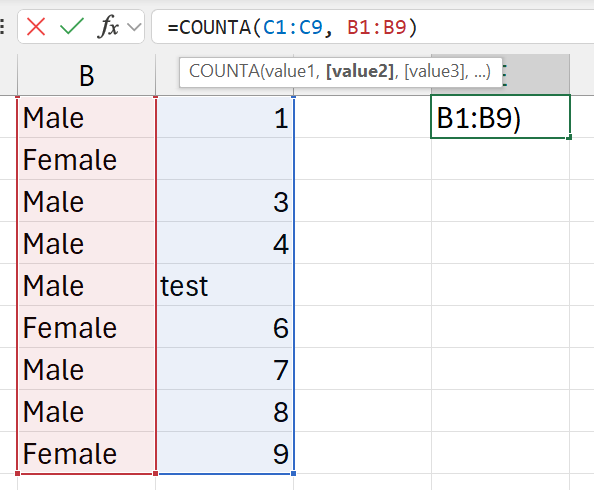 fx =COUNTA(C1:C9, B1:B9)
B COUNTA(value1, [value2], [value3], ...) E
Male 1 B1:B9)
Female
Male 3
Male 4
Male test
Female 6
Male 7
Male 8
Female 9